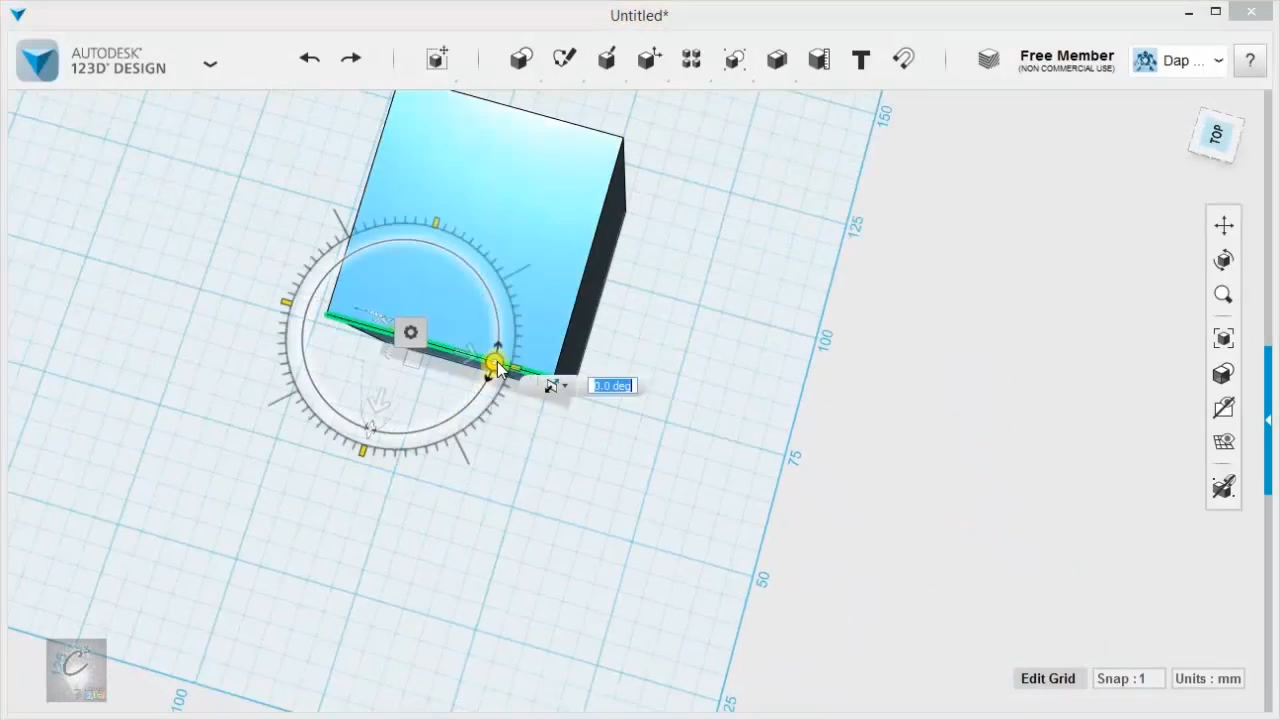 Untitled*
AUTODESK®
123D® DESIGN
Free Member
(NON COMMERCIAL USE)
Dap ...
?
TOP
150
125
100
75
50
25
100
0.0 deg
Edit Grid
Snap : 1
Units : mm